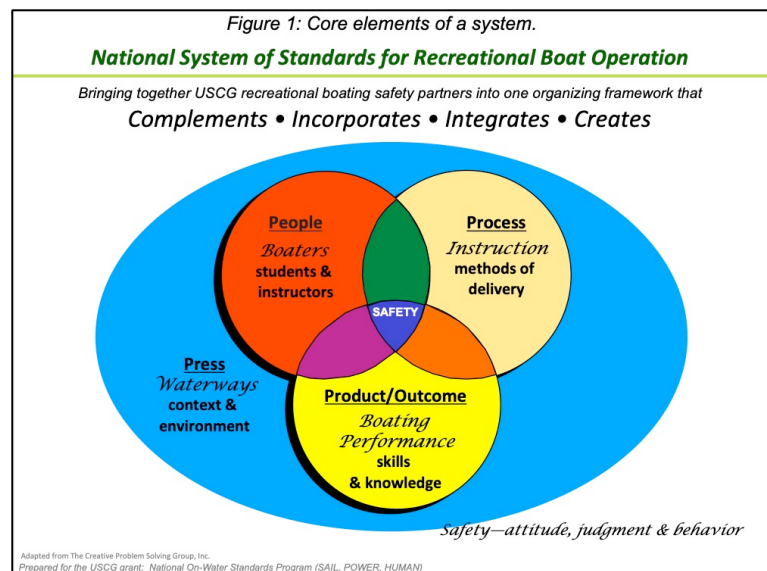 Figure 1: Core elements of a system.
National System of Standards for Recreational Boat Operation
Bringing together USCG recreational boating safety partners into one organizing framework that
Complements • Incorporates • Integrates • Creates
People
Boaters
students &
instructors
Process
Instruction
methods of
delivery
SAFETY
Press
Waterways
context &
environment
Product/Outcome
Boating
Performance
skills
& knowledge
Safety—attitude, judgment & behavior
Adapted from The Creative Problem Solving Group, Inc.
Prepared for the USCG grant: National On-Water Standards Program (SAIL, POWER, HUMAN)